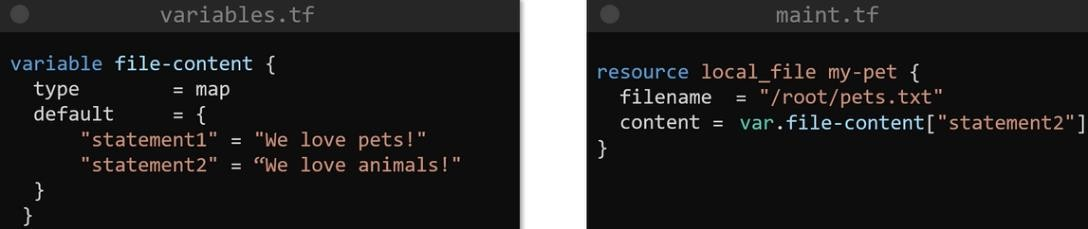 variables.tf
variable file-content {
type = map
default = {
"statement1" = "We love pets!"
"statement2" = “We love animals!"
}
}
maint.tf
resource local_file my-pet {
filename = "/root/pets.txt"
content = var.file-content["statement2"]
}